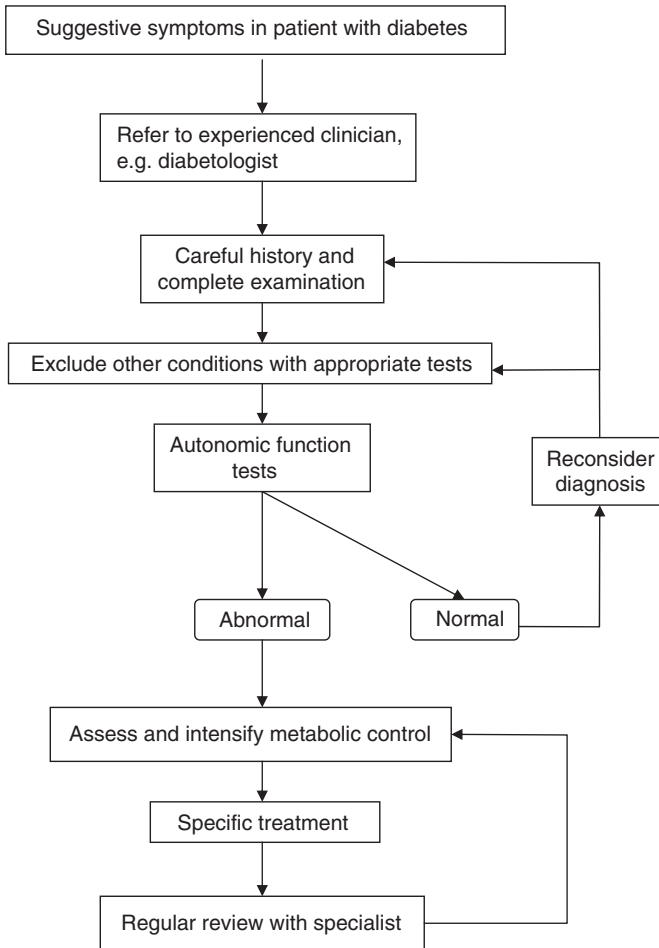 Suggestive symptoms in patient with diabetes
Refer to experienced clinician,
e.g. diabetologist
Careful history and
complete examination
Exclude other conditions with appropriate tests
Autonomic function
tests
Reconsider
diagnosis
Abnormal
Normal
Assess and intensify metabolic control
Specific treatment
Regular review with specialist